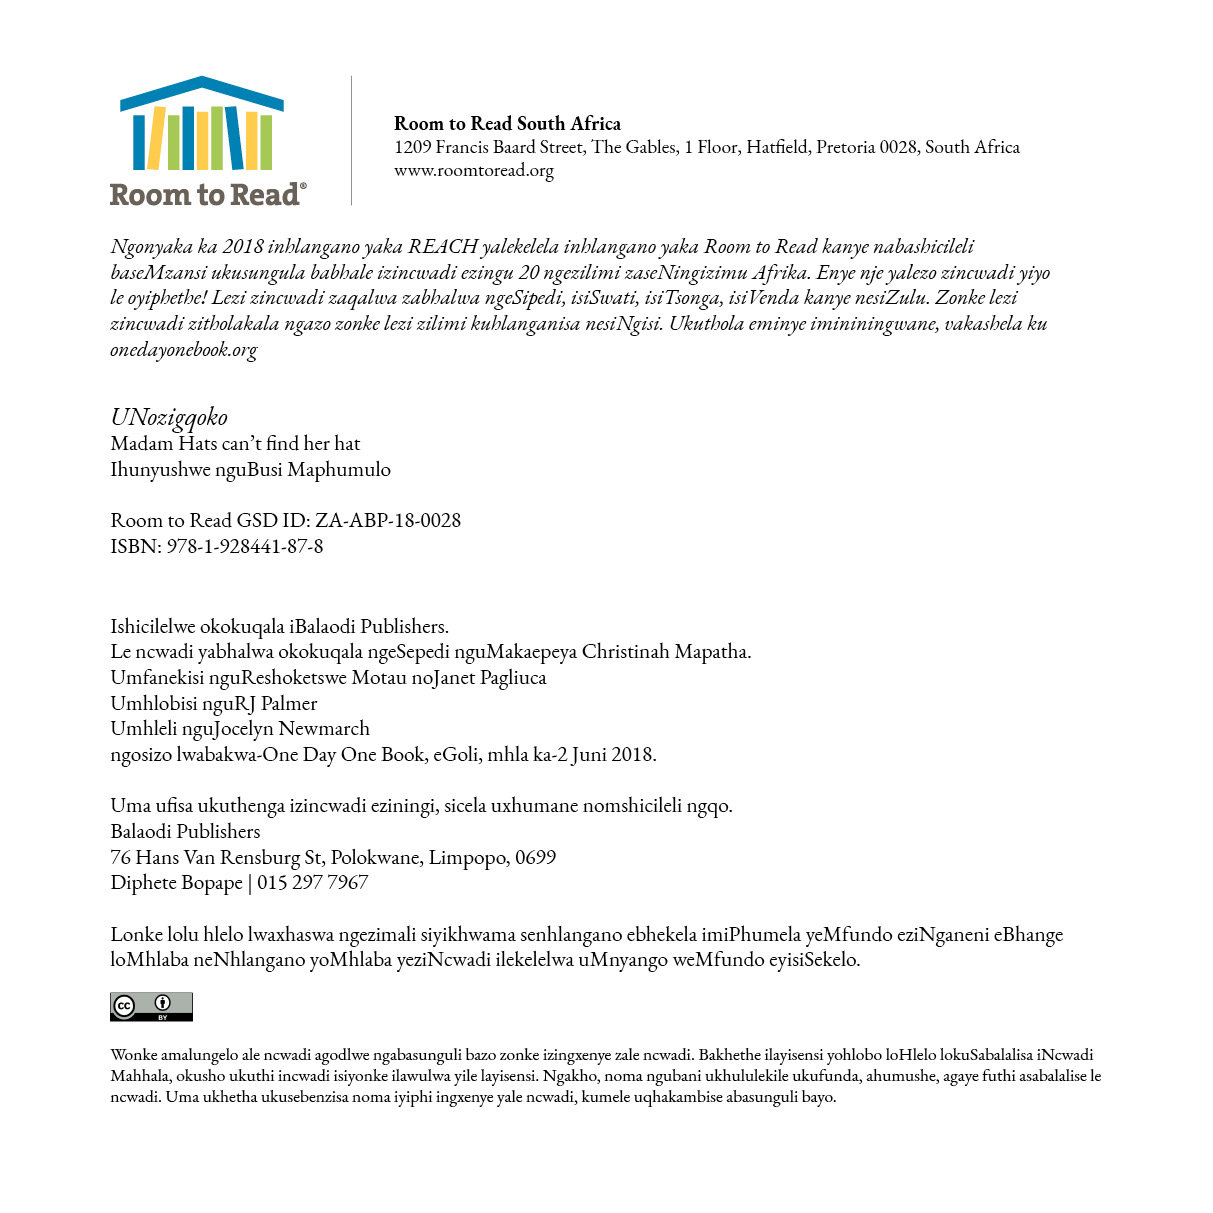 Room to Read®
Room to Read South Africa
1209 Francis Baard Street, The Gables, 1 Floor, Hatfield, Pretoria 0028, South Africa
www.roomtoread.org
Ngonyaka ka 2018 inhlangano yaka REACH yalekelela inhlangano yaka Room to Read kanye nabashicileli
baseMzansi ukusungula babhale izincwadi ezingu 20 ngezilimi zaseNingizimu Afrika. Enye nje yalezo zincwadi yiyo
le oyiphethe! Lezi zincwadi zaqalwa zabhalwa ngeSipedi, isiSwati, isiTsonga, isiVenda kanye nesiZulu. Zonke lezi
zincwadi zitholakala ngazo zonke lezi zilimi kuhlanganisa nesiNgisi. Ukuthola eminye imininingwane, vakashela ku
onedayonebook.org
UNozigqoko
Madam Hats can’t find her hat
Ihunyushwe nguBusi Maphumulo
Room to Read GSD ID: ZA-ABP-18-0028
ISBN: 978-1-928441-87-8
Ishicilelwe okokuqala iBalaodi Publishers.
Le ncwadi yabhalwa okokuqala ngeSepedi nguMakaepeya Christinah Mapatha.
Umfanekisi nguReshoketswe Motau noJanet Pagliuca
Umhlobisi nguRJ Palmer
Umhleli nguJocelyn Newmarch
ngosizo lwabakwa-One Day One Book, eGoli, mhla ka-2 Juni 2018.
Uma ufisa ukuthenga izincwadi eziningi, sicela uxhumane nomshicileli ngqo.
Balaodi Publishers
76 Hans Van Rensburg St, Polokwane, Limpopo, 0699
Diphete Bopape | 015 297 7967
Lonke lolu hlelo lwaxhaswa ngezimali siyikhwama senhlangano ebhekela imiPhumela yeMfundo eziNganeni eBhange
loMhlaba neNhlangano yoMhlaba yeziNcwadi ilekelelwa uMnyango weMfundo eyisiSekelo.
cc BY
Wonke amalungelo ale ncwadi agodlwe ngabasunguli bazo zonke izingxenye zale ncwadi. Bakhethe ilayisensi yohlobo loHlelo lokuSabalalisa iNcwadi
Mahhala, okusho ukuthi incwadi isiyonke ilawulwa yile layisensi. Ngakho, noma ngubani ukhululekile ukufunda, ahumushe, agaye futhi asabalalise le
ncwadi. Uma ukhetha ukusebenzisa noma iyiphi ingxenye yale ncwadi, kumele uqhakambise abasunguli bayo.